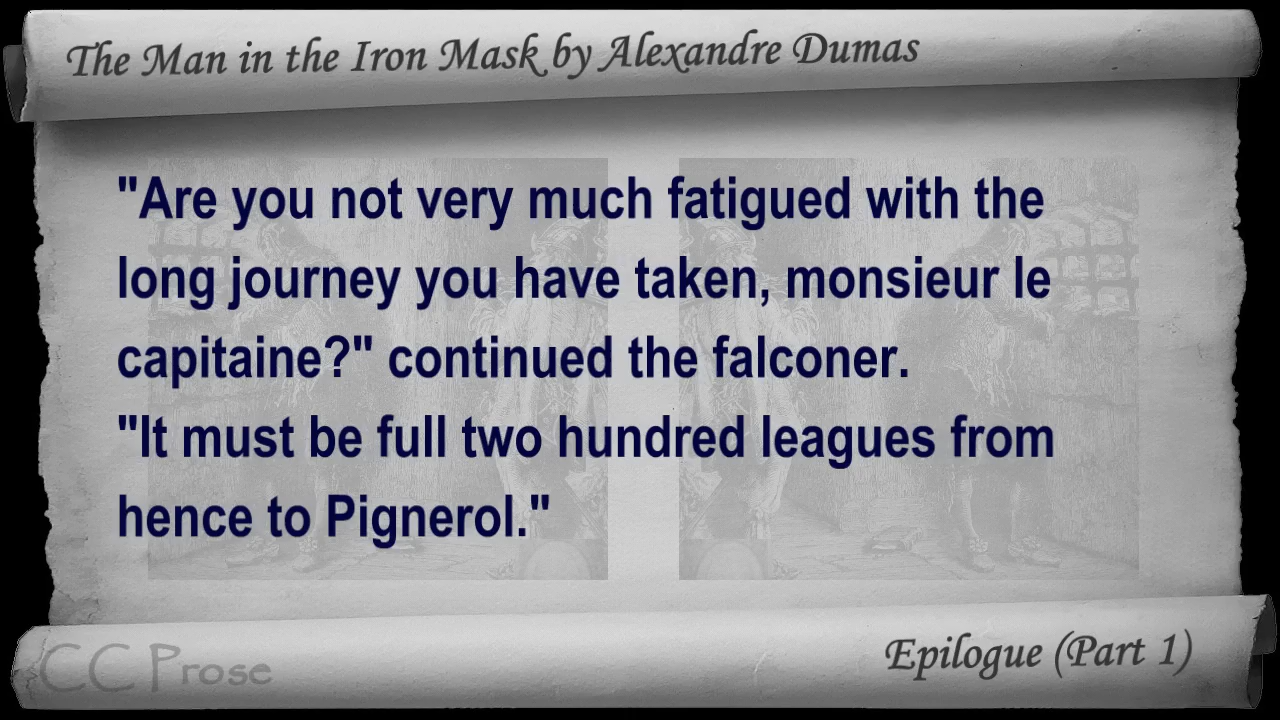 The Man in the Iron Mask by Alexandre Dumas
"Are you not very much fatigued with the
long journey you have taken, monsieur le
capitaine?" continued the falconer.
"It must be full two hundred leagues from
hence to Pignerol."
CC Prose
Epilogue (Part 1)